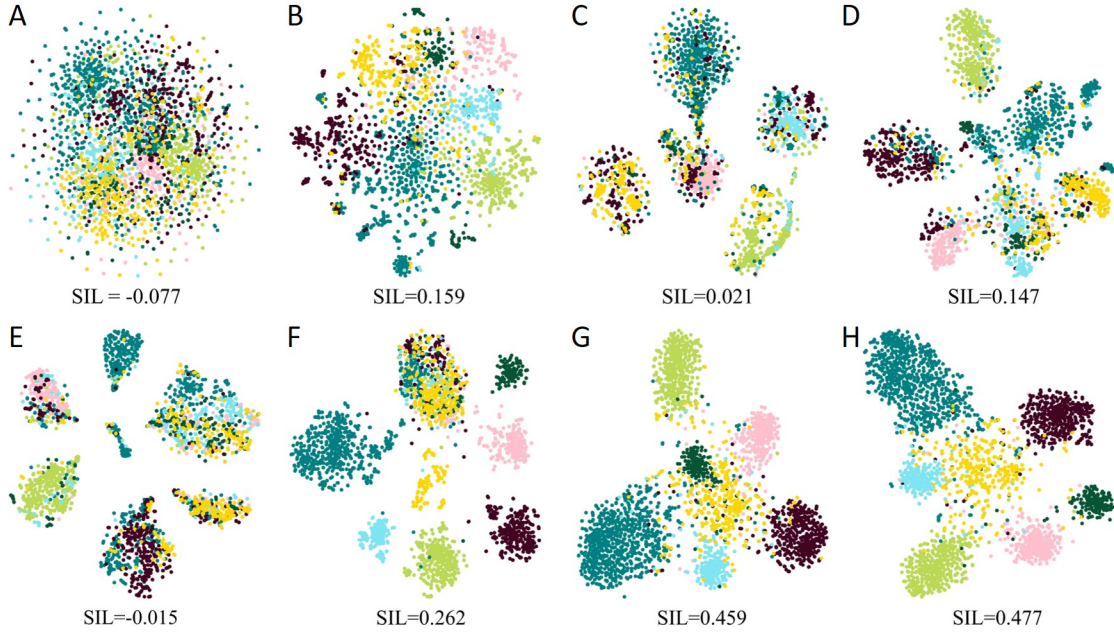 A B C D
SIL = -0.077 SIL=0.159 SIL=0.021 SIL=0.147
E F G H
SIL=-0.015 SIL=0.262 SIL=0.459 SIL=0.477